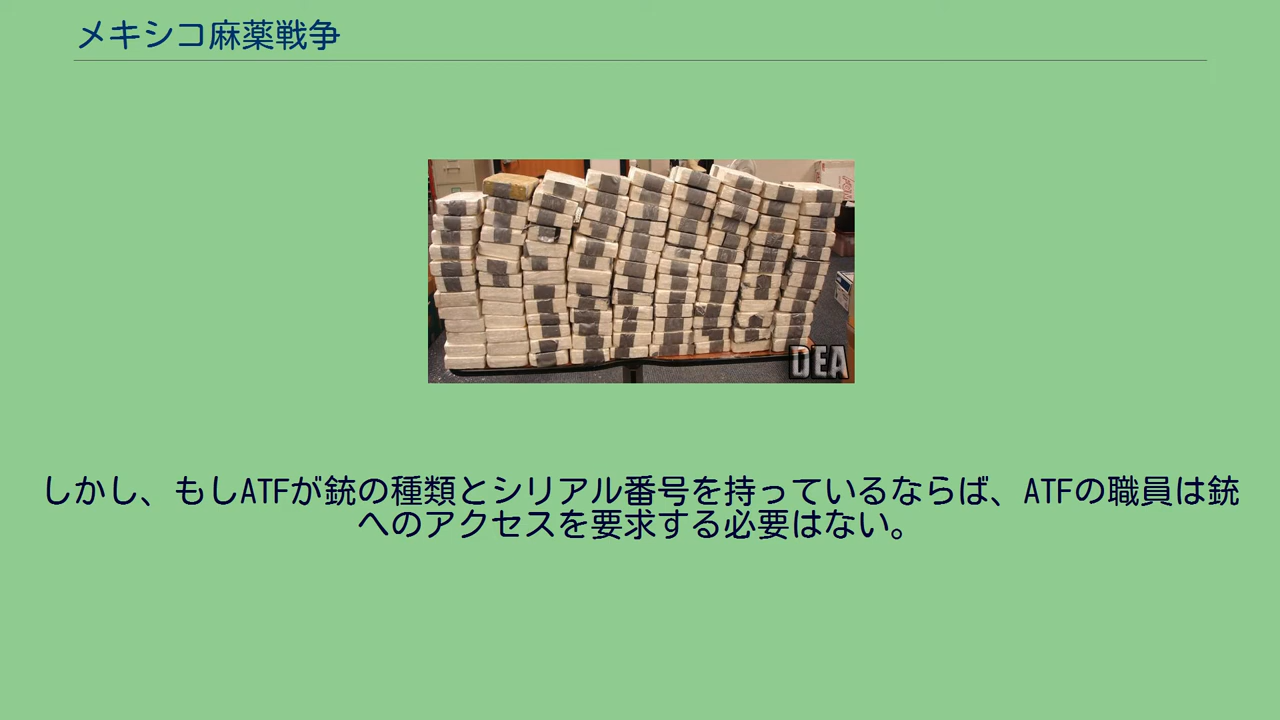 メキシコ麻薬戦争
DEA
しかし、もしATFが銃の種類とシリアル番号を持っているならば、ATFの職員は銃
へのアクセスを要求する必要はない。